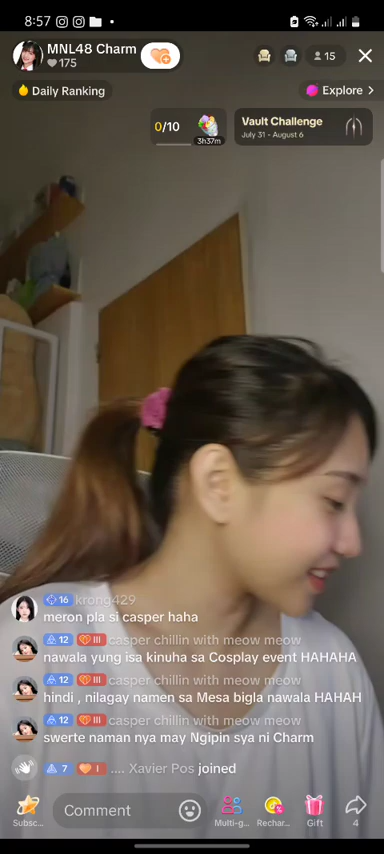 8:57
MNL48 Charm
175
15
Daily Ranking
Explore >
0/10
3h37m
Vault Challenge
July 31 - August 6
16 krong429
meron pla si casper haha
12 III casper chillin with meow meow
nawala yung isa kinuha sa Cosplay event HAHAHA
12 III casper chillin with meow meow
hindi , nilagay namen sa Mesa bigla nawala HAHAH
12 III casper chillin with meow meow
swerte naman nya may Ngipin sya ni Charm
7 I .... Xavier Pos joined
Comment
Subsc...
Multi-g...
Rechar...
Gift
4